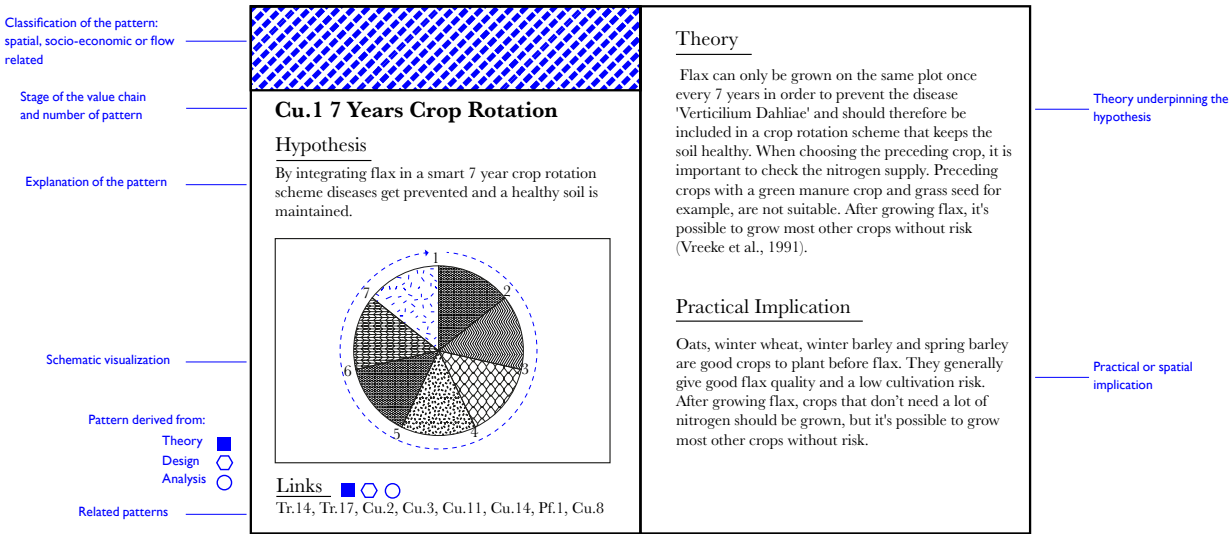 Classification of the pattern:
spatial, socio-economic or flow
related
Stage of the value chain
and number of pattern
Explanation of the pattern
Schematic visualization
Pattern derived from:
Theory
Design
Analysis
Related patterns
Cu.1 7 Years Crop Rotation
Hypothesis
By integrating flax in a smart 7 year crop rotation
scheme diseases get prevented and a healthy soil is
maintained.
1
2
3
4
5
6
7
Links
Tr.14, Tr.17, Cu.2, Cu.3, Cu.11, Cu.14, Pf.1, Cu.8
Theory
Flax can only be grown on the same plot once
every 7 years in order to prevent the disease
'Verticilium Dahliae' and should therefore be
included in a crop rotation scheme that keeps the
soil healthy. When choosing the preceding crop, it is
important to check the nitrogen supply. Preceding
crops with a green manure crop and grass seed for
example, are not suitable. After growing flax, it's
possible to grow most other crops without risk
(Vreeke et al., 1991).
Practical Implication
Oats, winter wheat, winter barley and spring barley
are good crops to plant before flax. They generally
give good flax quality and a low cultivation risk.
After growing flax, crops that don’t need a lot of
nitrogen should be grown, but it's possible to grow
most other crops without risk.
Theory underpinning the
hypothesis
Practical or spatial
implication